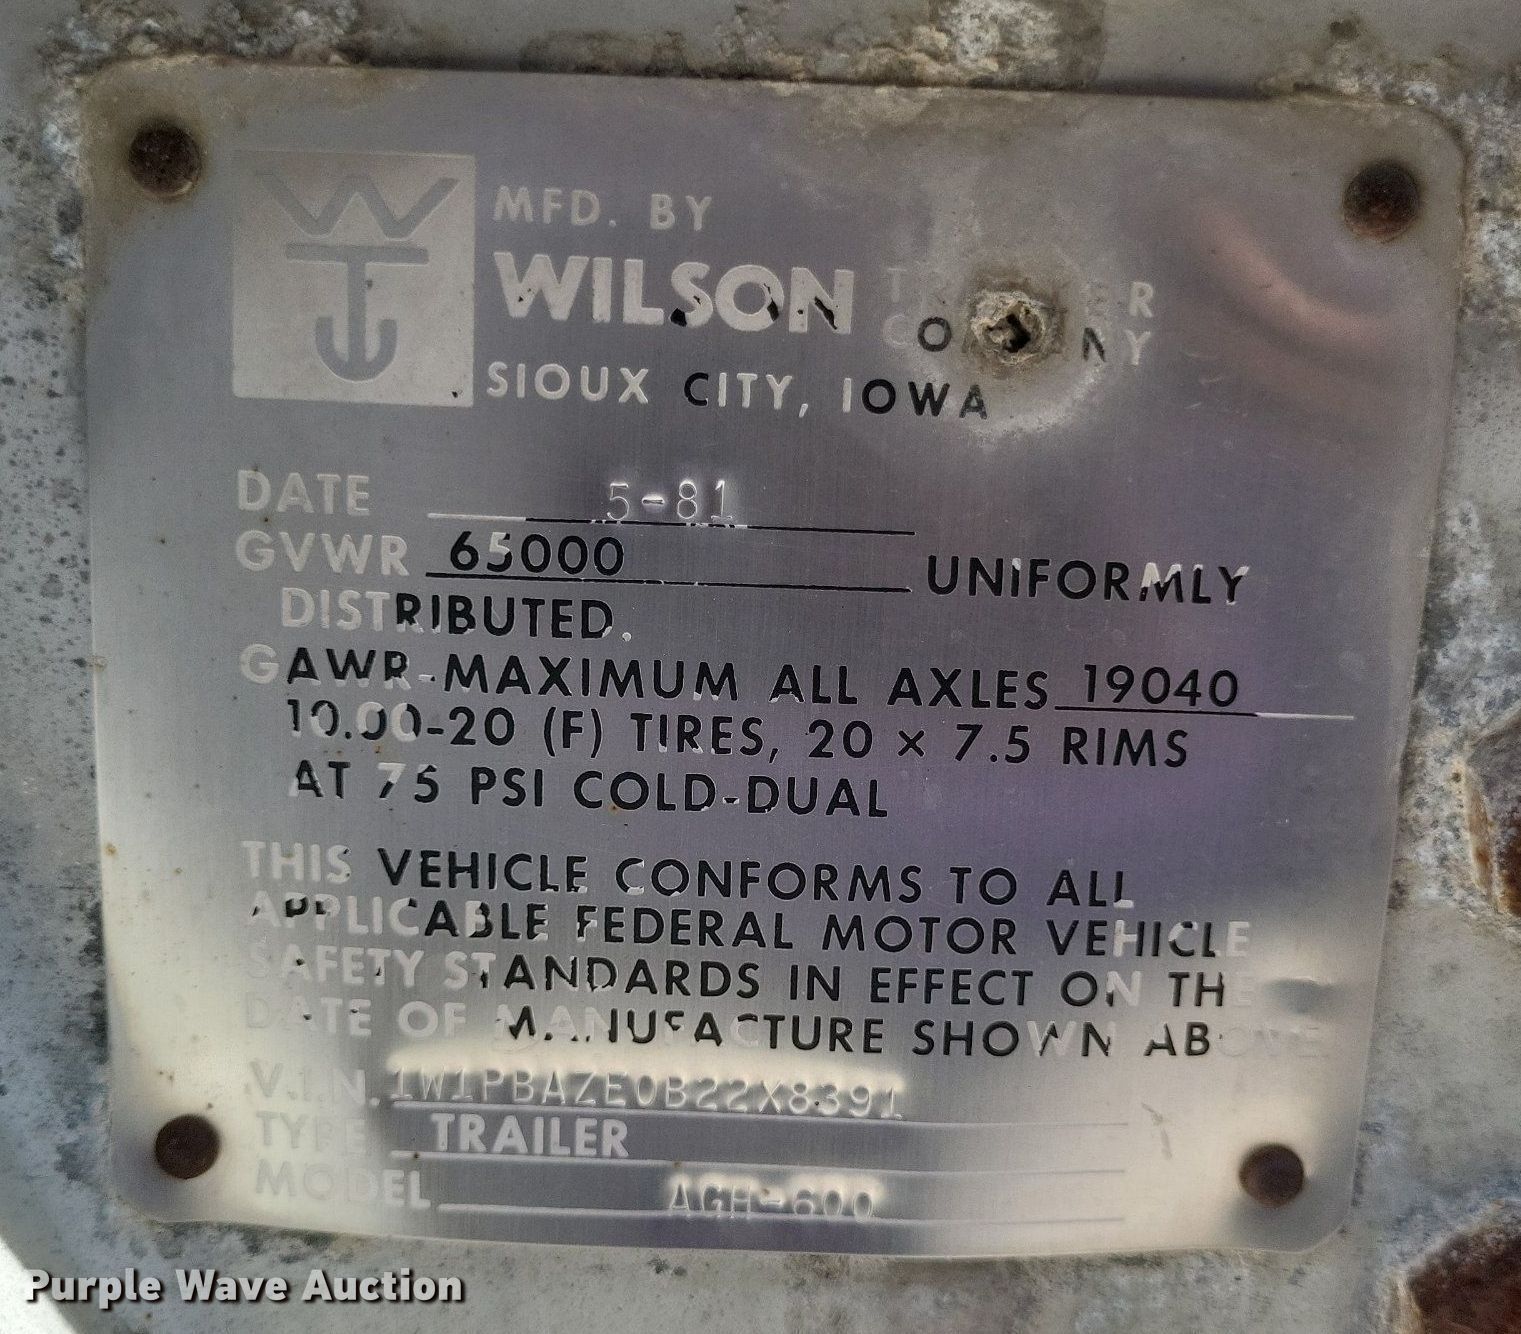 MFD. BY
WILSON
SIOUX CITY, IOWA
DATE 5-81
GVWR 65000 UNIFORMLY
DISTRIBUTED.
GAWR-MAXIMUM ALL AXLES 19040
10.00-20 (F) TIRES, 20 × 7.5 RIMS
AT 75 PSI COLD-DUAL
THIS VEHICLE CONFORMS TO ALL
APPLICABLE FEDERAL MOTOR VEHICLE
SAFETY STANDARDS IN EFFECT ON THE
DATE OF MANUFACTURE SHOWN ABOVE
V.I.N. 1W1PBAZE0B22X8391
TYPE TRAILER
MODEL AGH-600
Purple Wave Auction